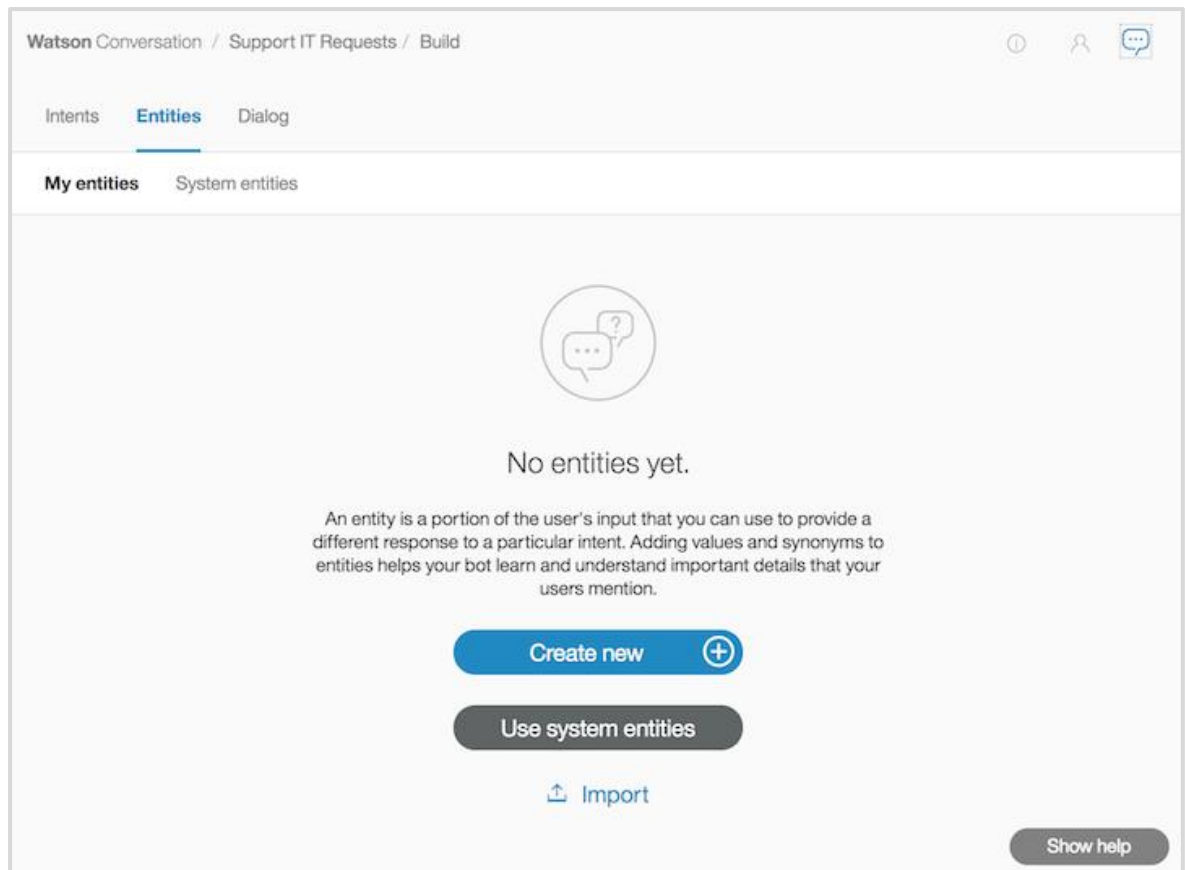 Watson Conversation / Support IT Requests / Build
Intents Entities Dialog
My entities System entities
?
No entities yet.
An entity is a portion of the user's input that you can use to provide a
different response to a particular intent. Adding values and synonyms to
entities helps your bot learn and understand important details that your
users mention.
Create new
Use system entities
Import
Show help